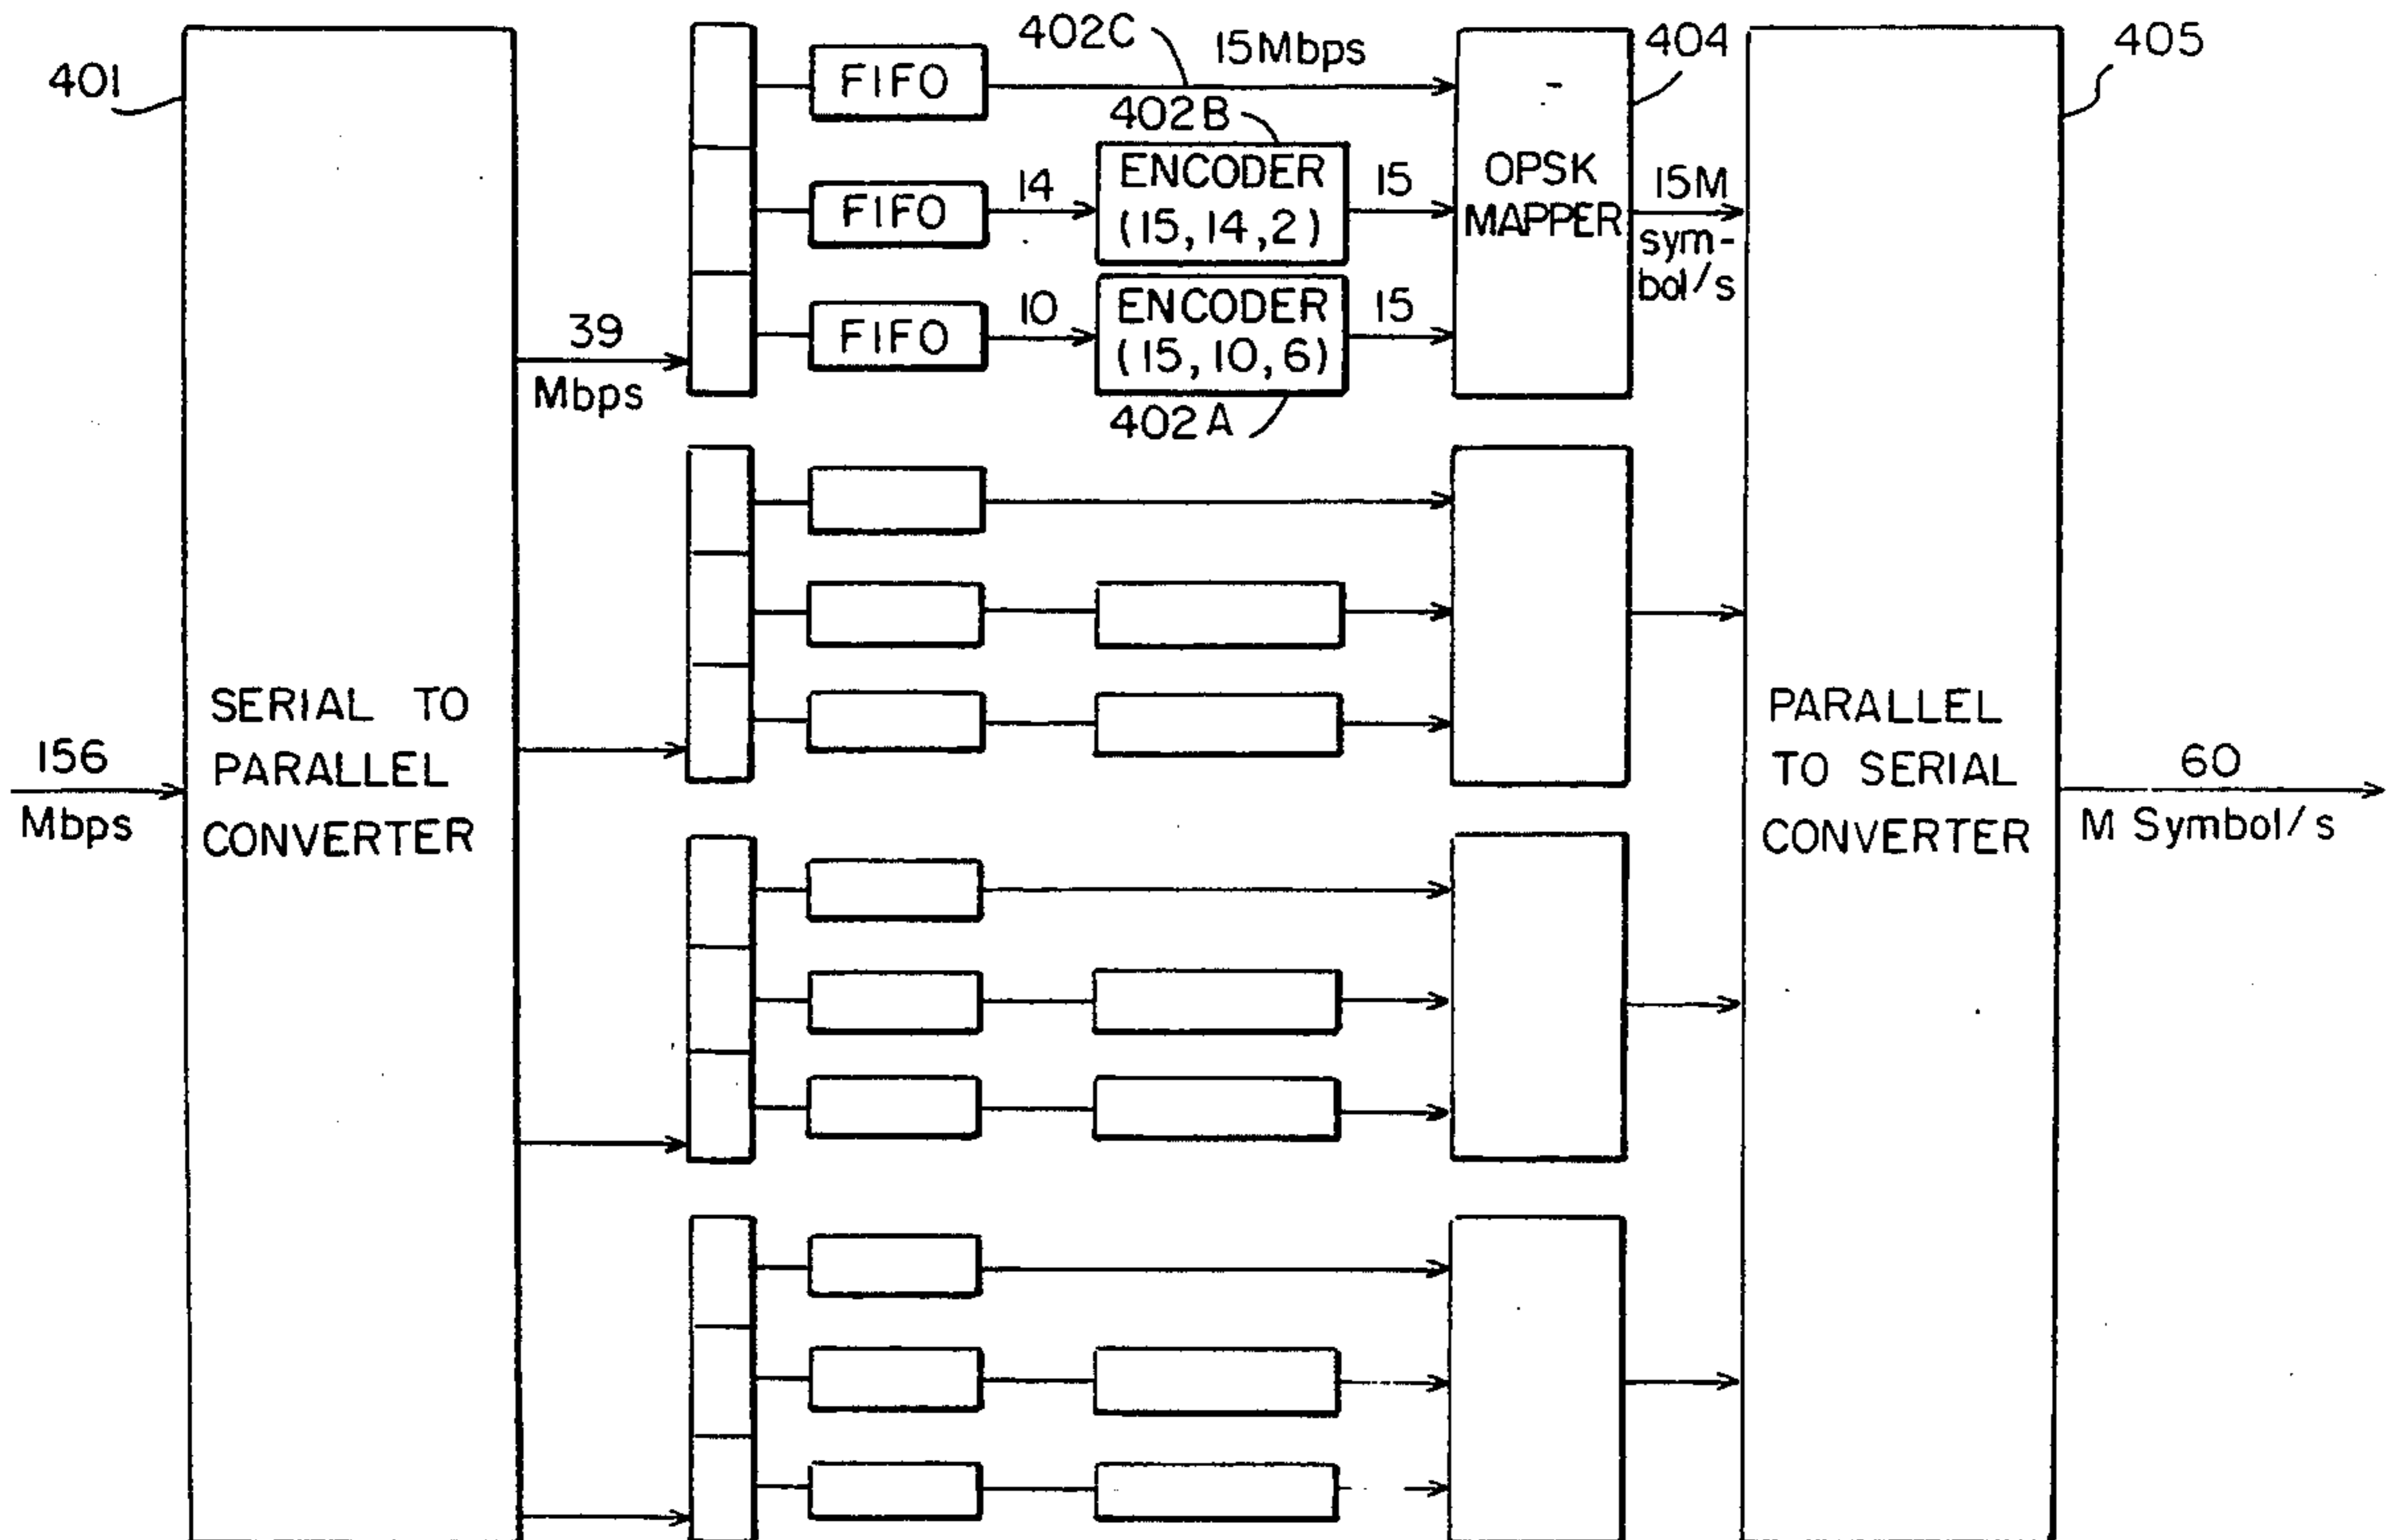 401
156
Mbps
SERIAL TO
PARALLEL
CONVERTER
39
Mbps
FIFO
402C
15Mbps
402B
FIFO
14
ENCODER
(15,14,2)
15
FIFO
10
ENCODER
(15,10,6)
15
402A
OPSK
MAPPER
404
15M
sym-
bol/s
405
PARALLEL
TO SERIAL
CONVERTER
60
M Symbol/s